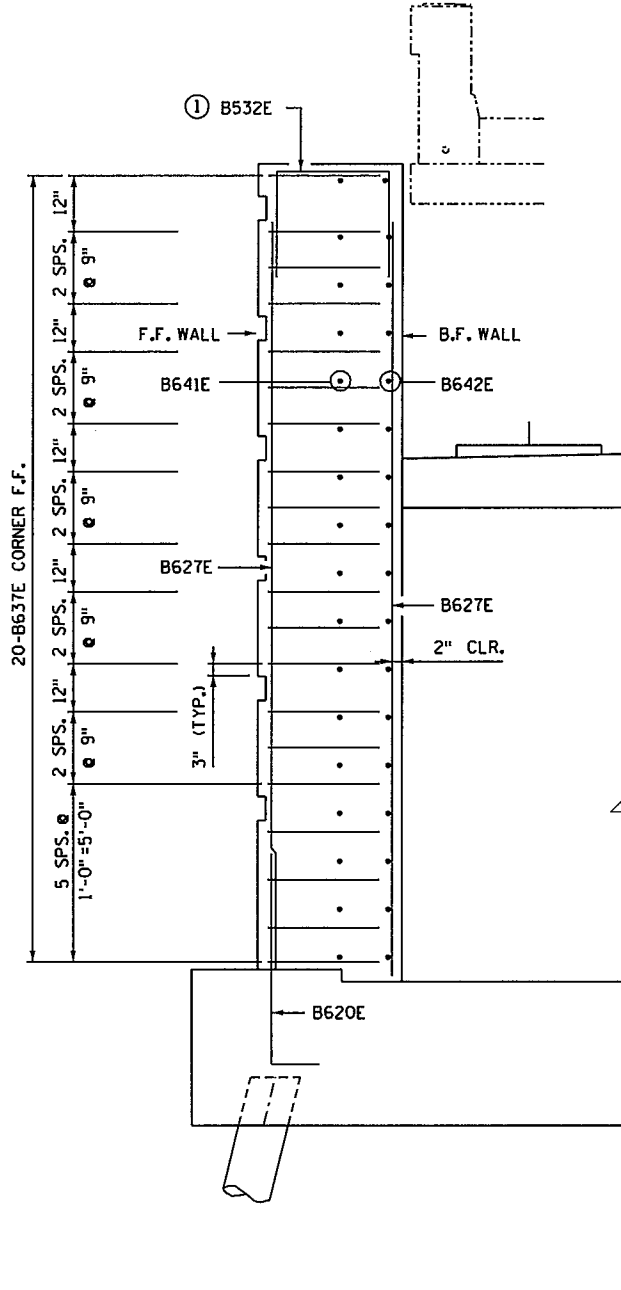 ① B532E
12"
2 SPS.
@ 9"
12"
F.F. WALL
B.F. WALL
2 SPS.
@ 9"
B641E
B642E
12"
2 SPS.
@ 9"
20-B637E CORNER F.F.
12"
B627E
B627E
2 SPS.
@ 9"
2" CLR.
12"
3" (TYP.)
2 SPS.
@ 9"
5 SPS. @
1'-0"=5'-0"
B620E